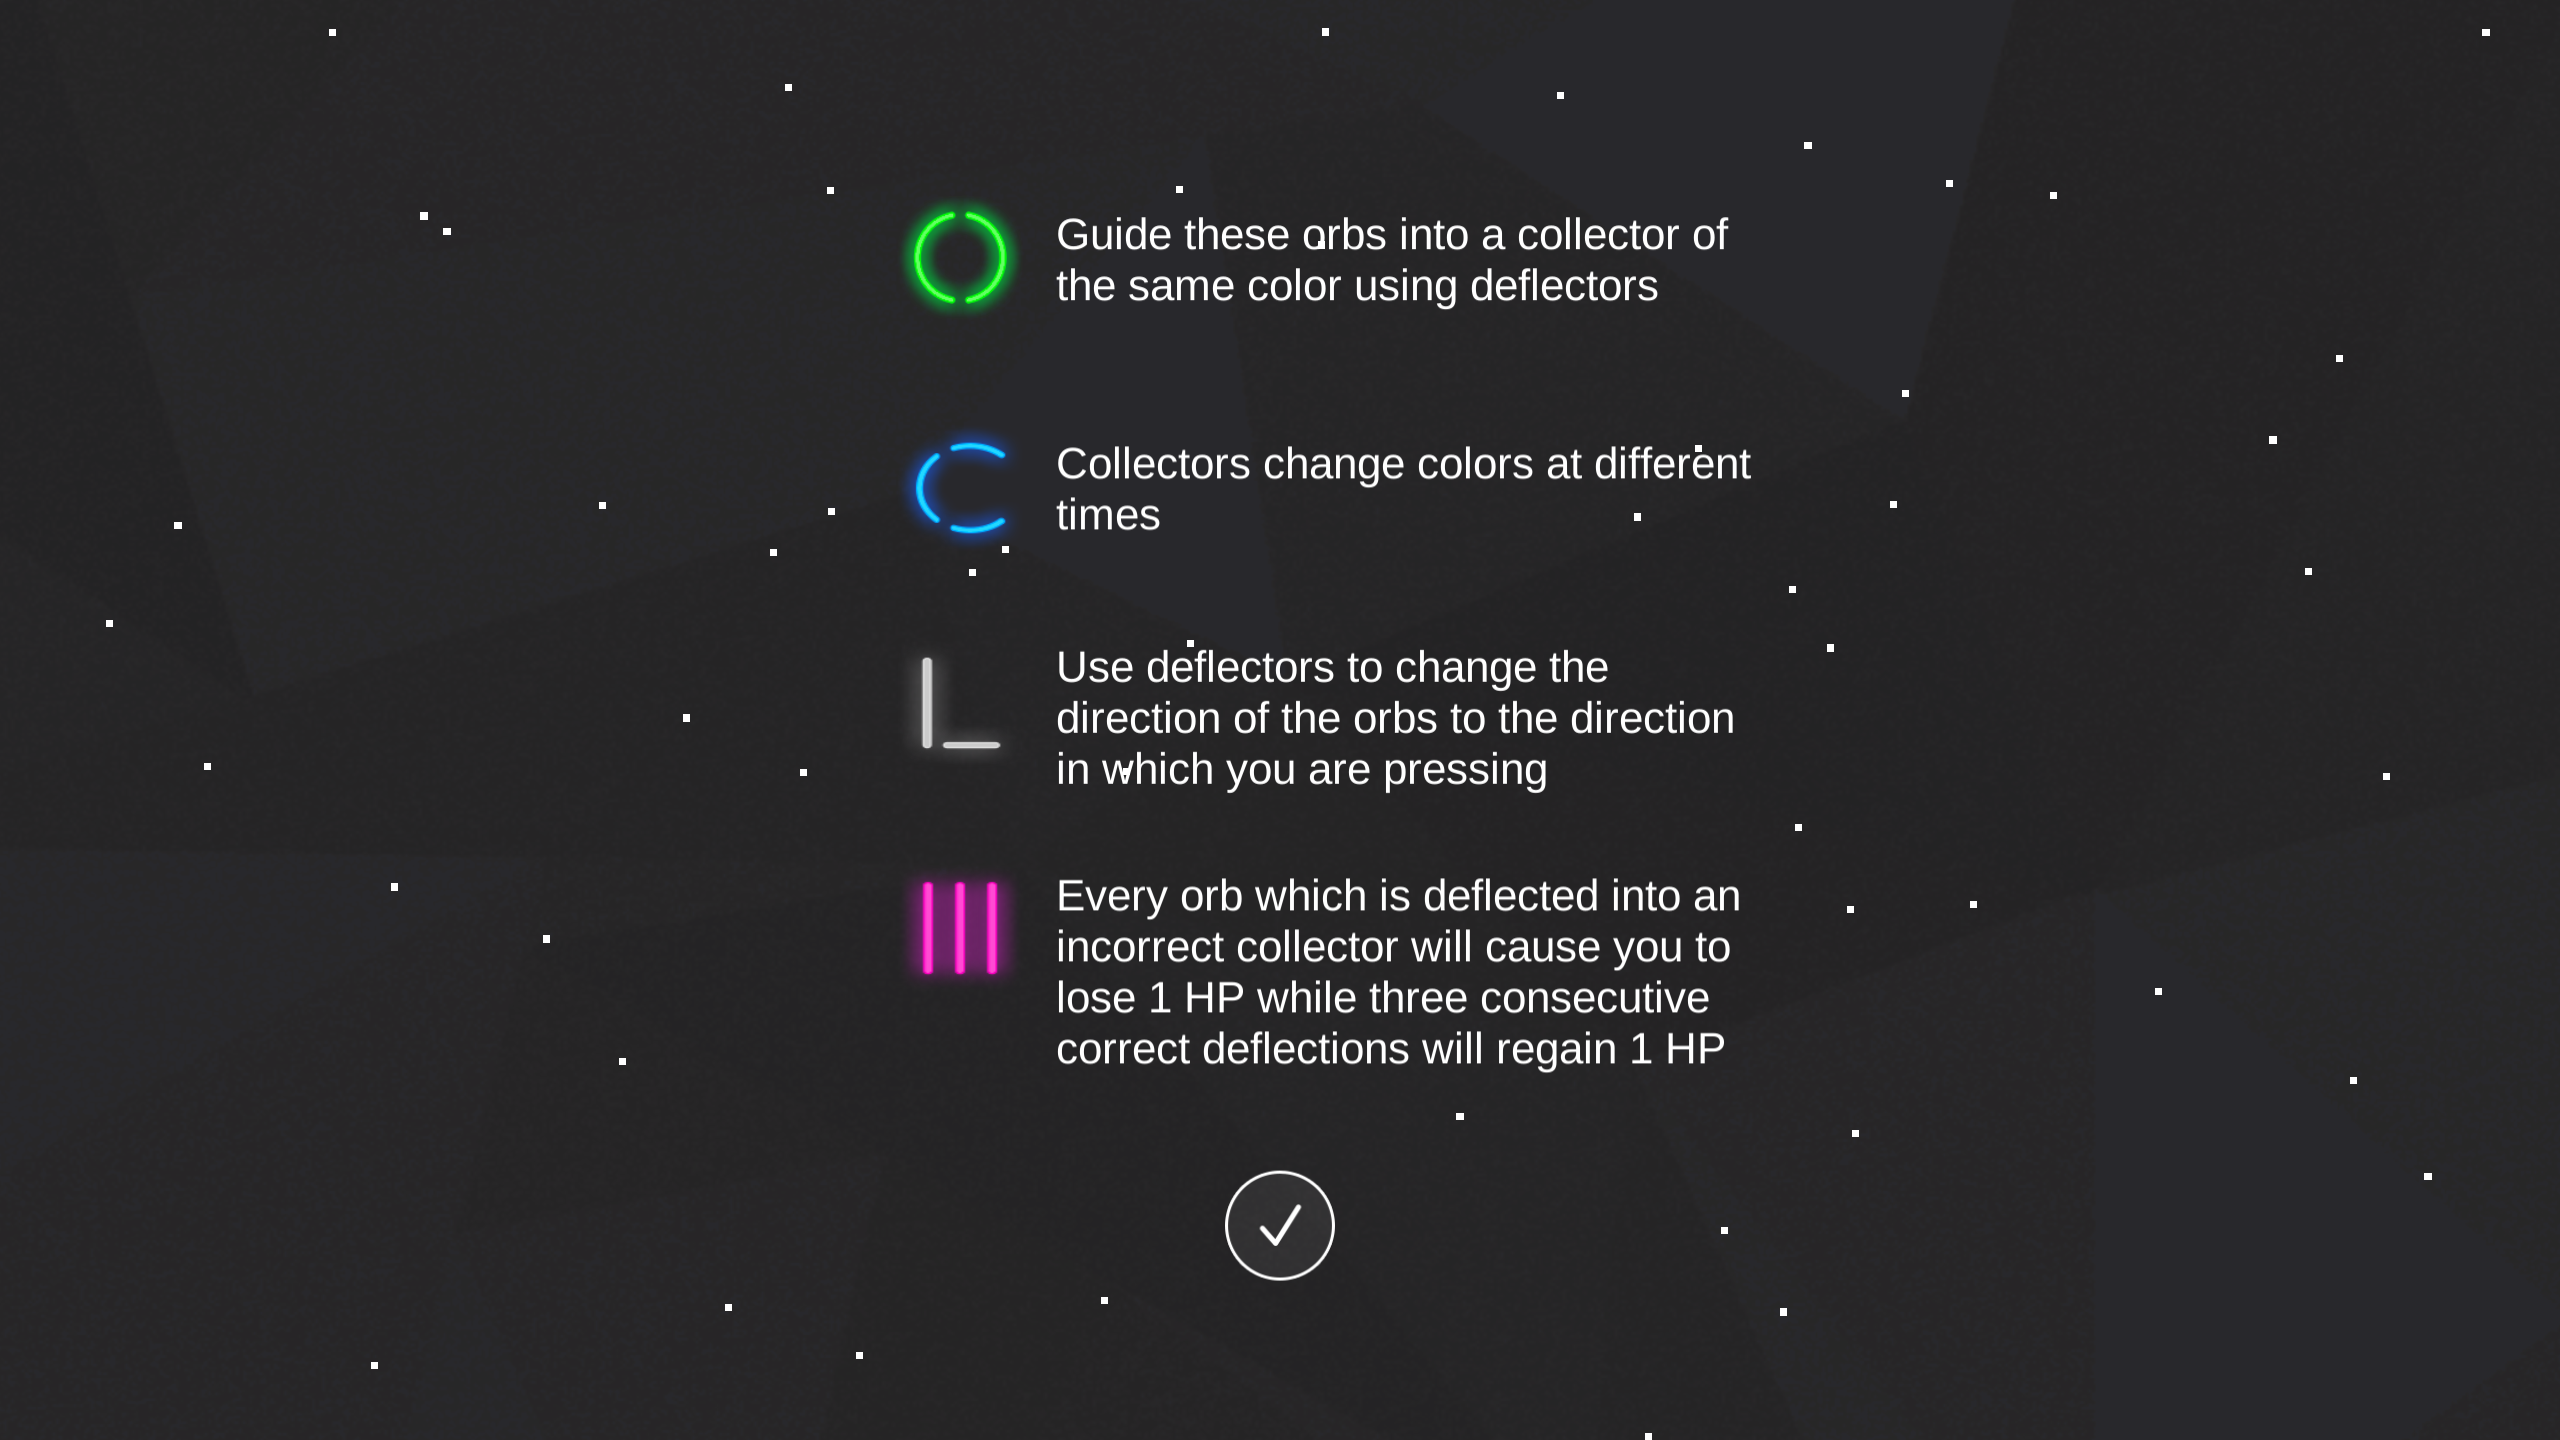 Guide these orbs into a collector of
the same color using deflectors
Collectors change colors at different
times
Use deflectors to change the
direction of the orbs to the direction
in which you are pressing
Every orb which is deflected into an
incorrect collector will cause you to
lose 1 HP while three consecutive
correct deflections will regain 1 HP